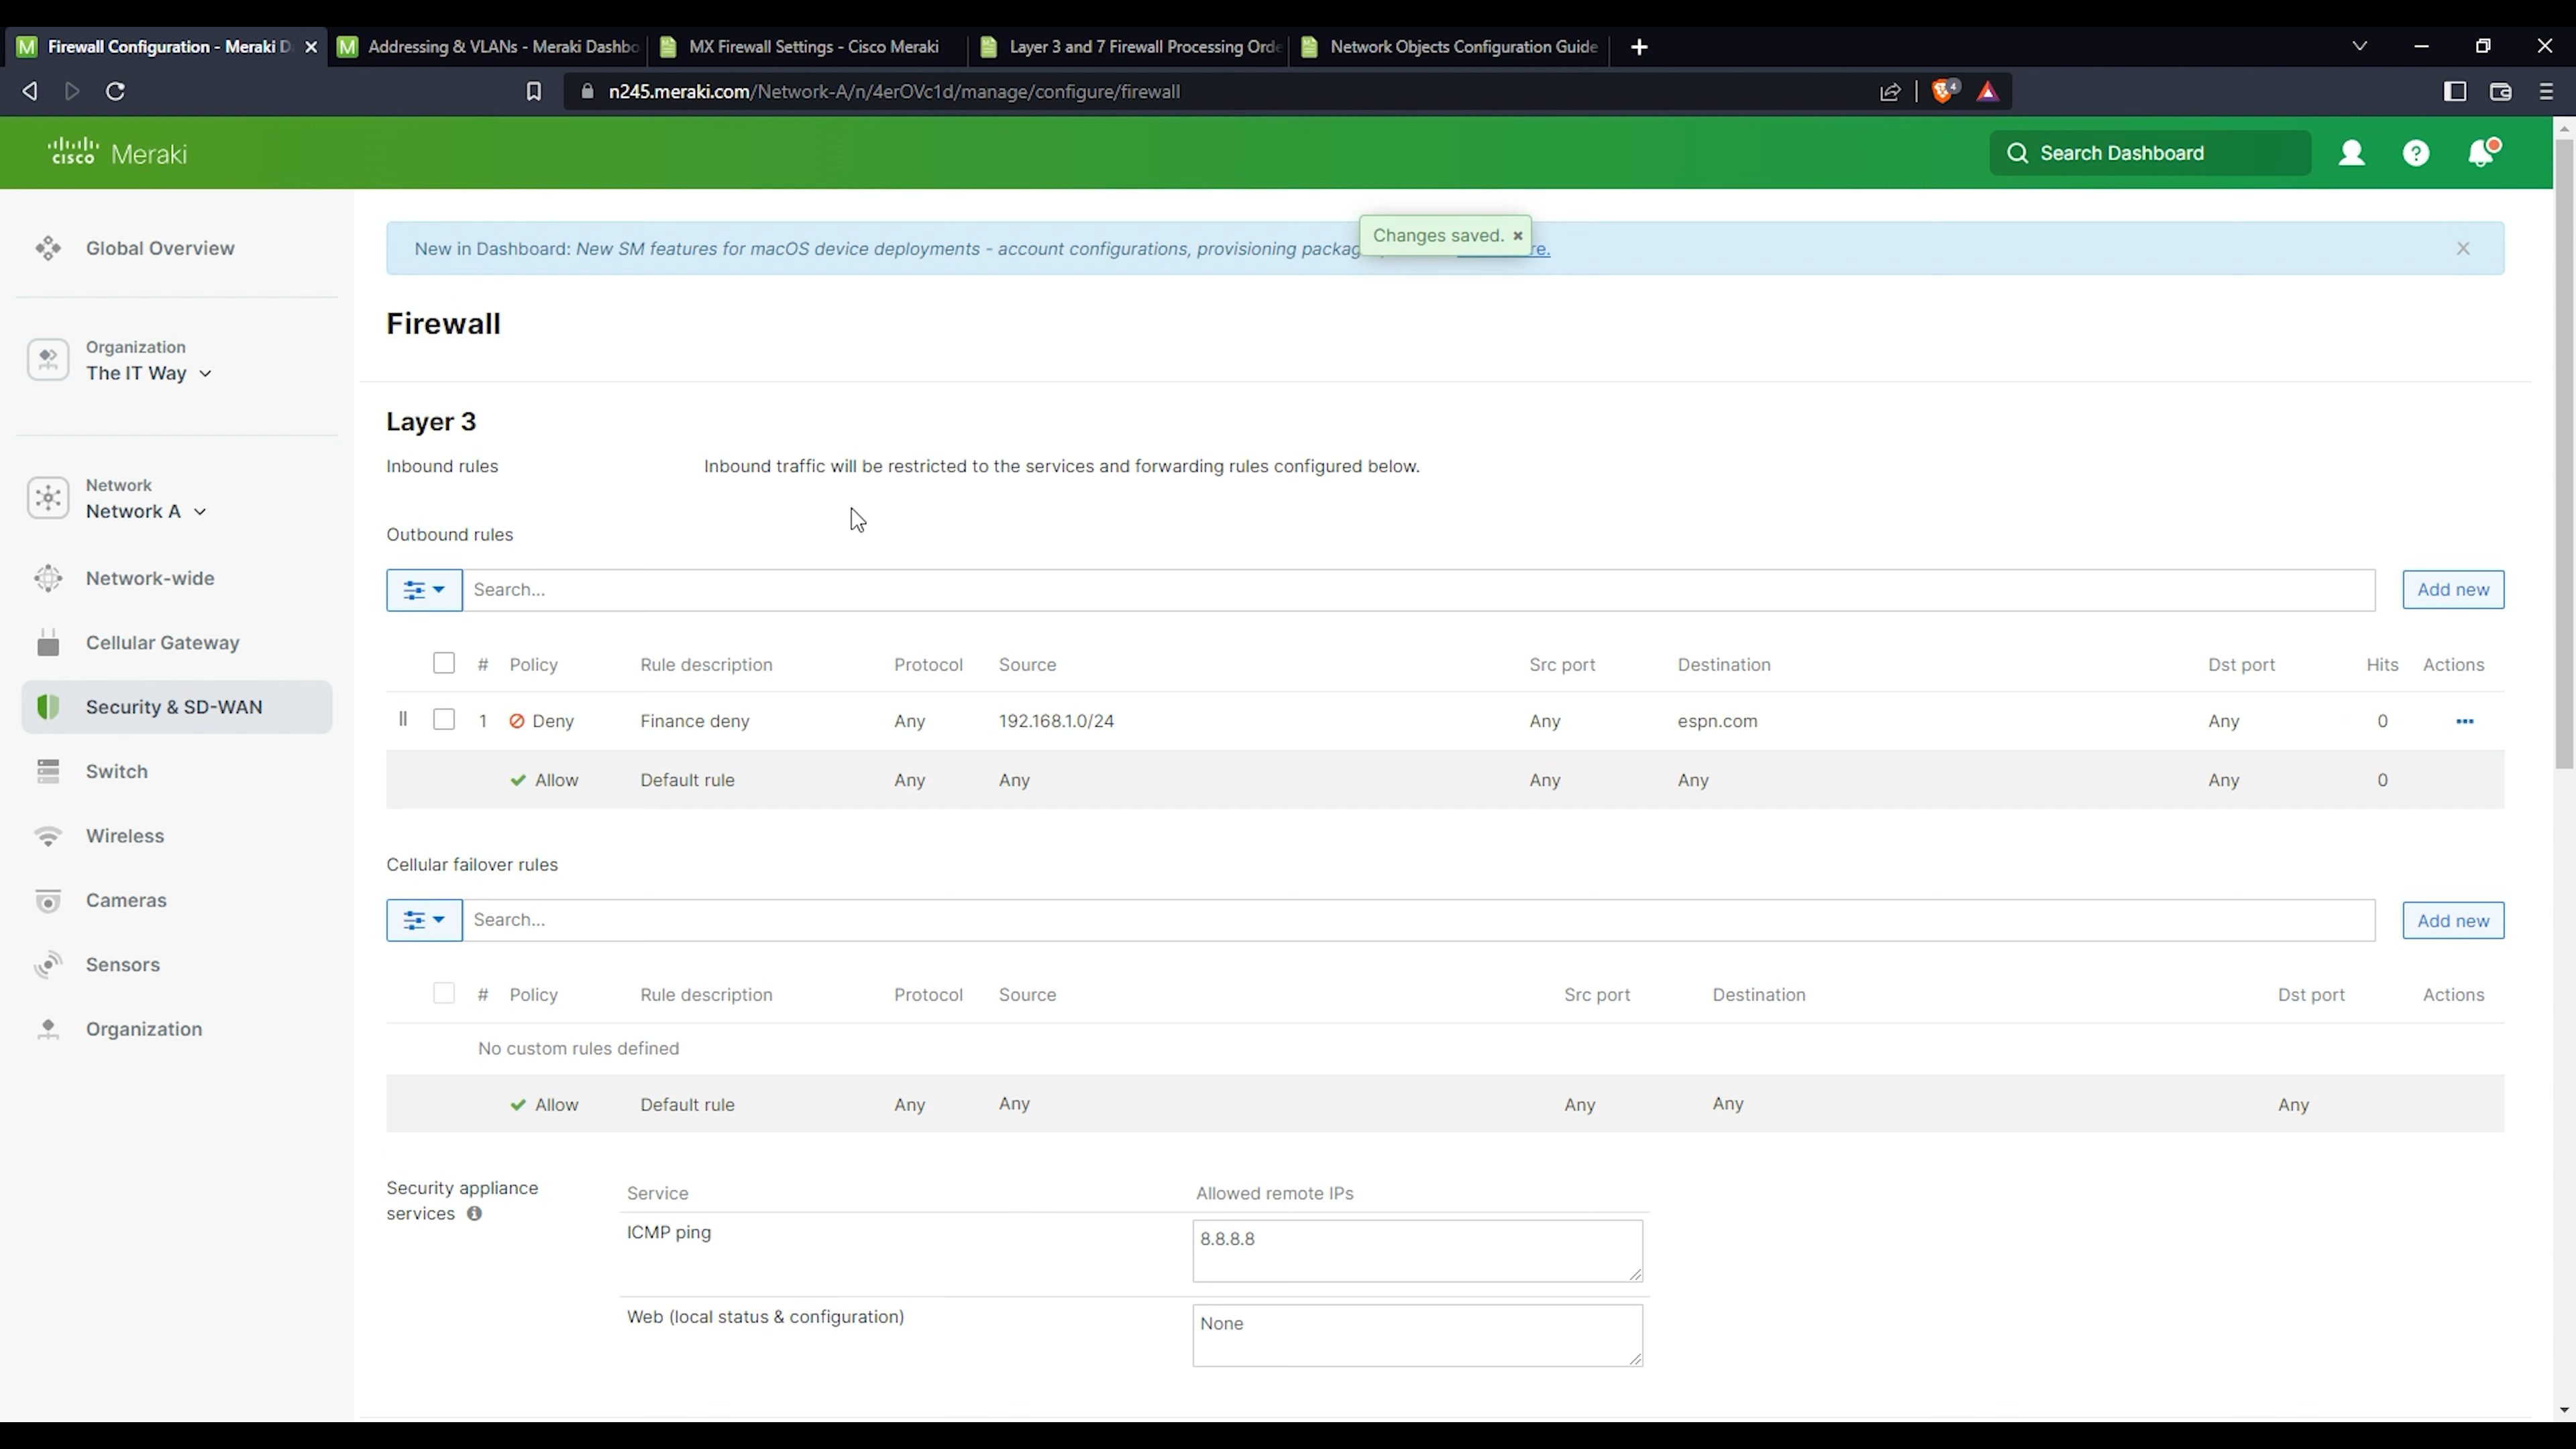 Firewall Configuration - Meraki D
Addressing & VLANs - Meraki Dashbo
MX Firewall Settings - Cisco Meraki
Layer 3 and 7 Firewall Processing Orde
Network Objects Configuration Guide
n245.meraki.com/Network-A/n/4erOVc1d/manage/configure/firewall
4
cisco Meraki
Search Dashboard
Global Overview
Organization
The IT Way
Network
Network A
Network-wide
Cellular Gateway
Security & SD-WAN
Switch
Wireless
Cameras
Sensors
Organization
New in Dashboard: New SM features for macOS device deployments - account configurations, provisioning packag re.
Changes saved. ×
Firewall
Layer 3
Inbound rules Inbound traffic will be restricted to the services and forwarding rules configured below.
Outbound rules
Search... Add new
# Policy Rule description Protocol Source Src port Destination Dst port Hits Actions
1 Deny Finance deny Any 192.168.1.0/24 Any espn.com Any 0 •••
Allow Default rule Any Any Any Any Any 0
Cellular failover rules
Search... Add new
# Policy Rule description Protocol Source Src port Destination Dst port Actions
No custom rules defined
Allow Default rule Any Any Any Any Any
Security appliance
services
Service Allowed remote IPs
ICMP ping 8.8.8.8
Web (local status & configuration) None